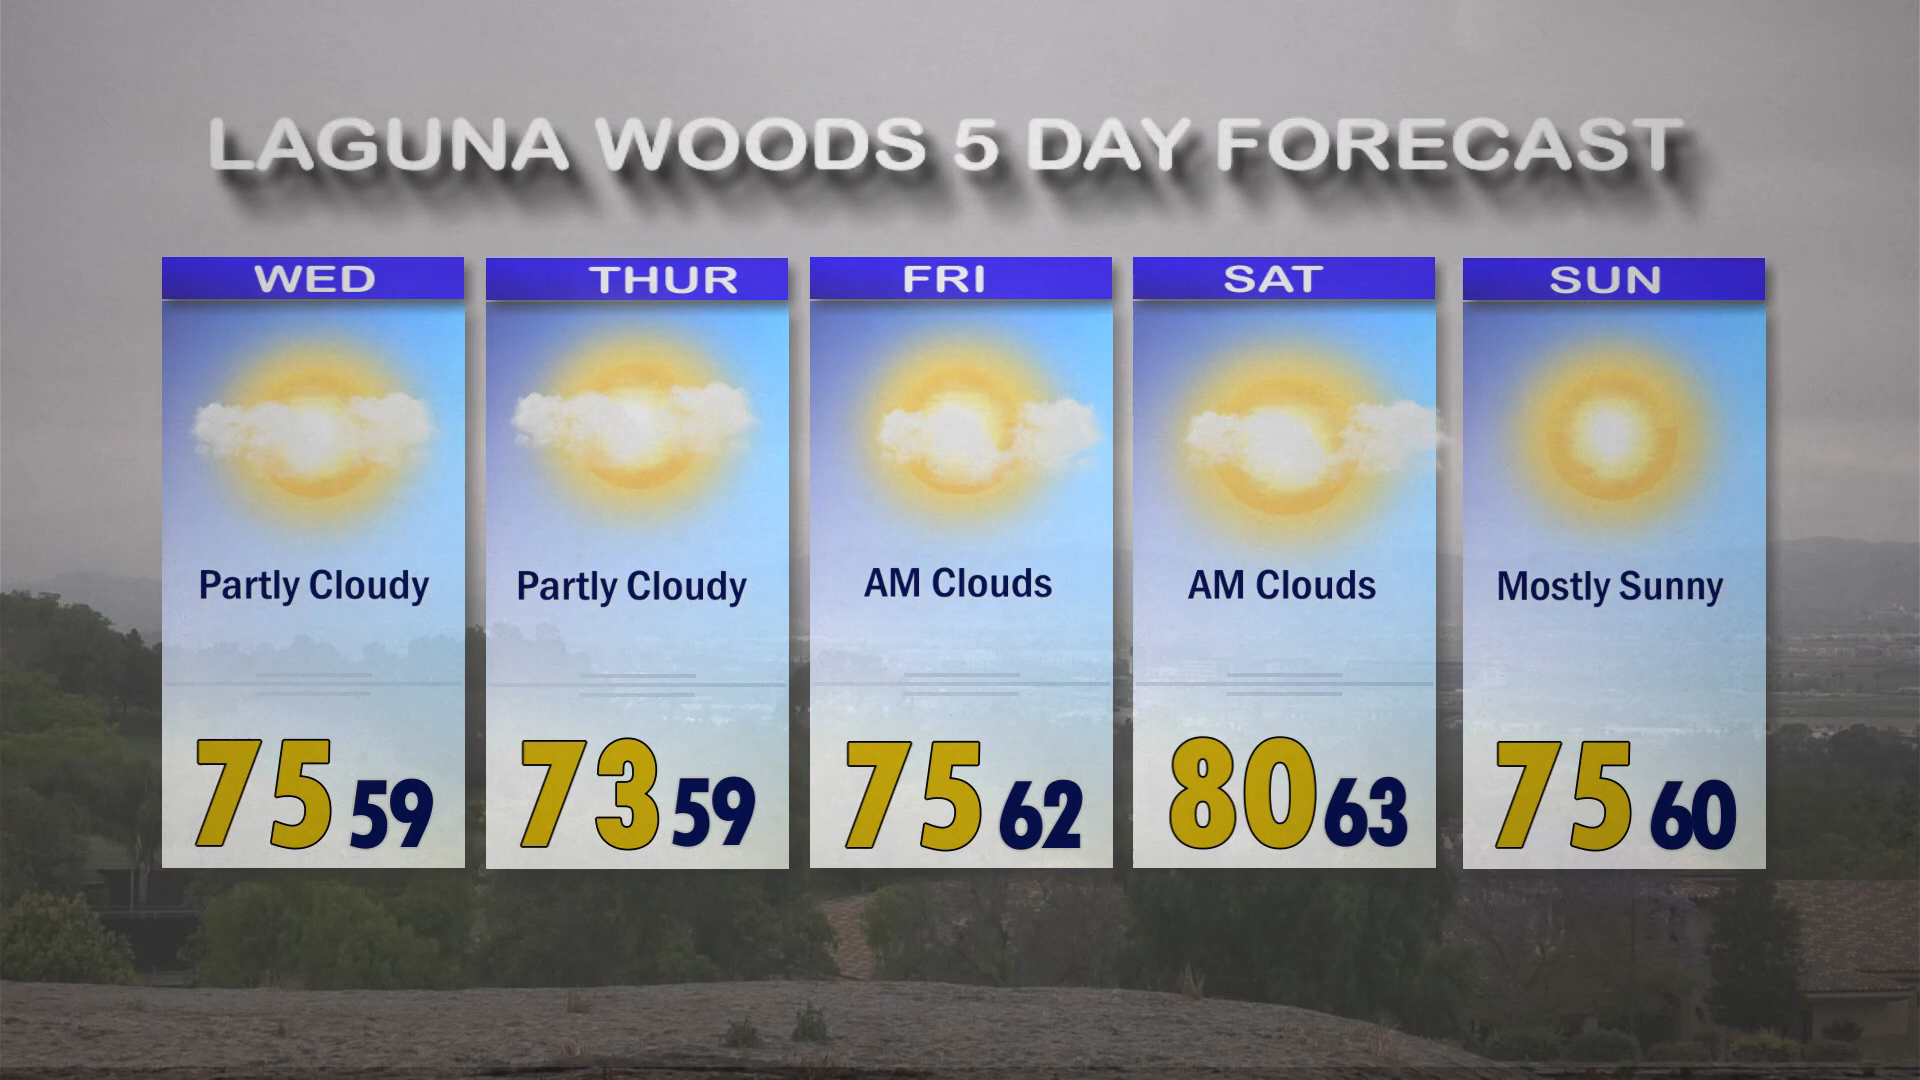 LAGUNA WOODS 5 DAY FORECAST
WED
Partly Cloudy
75 59
THUR
Partly Cloudy
73 59
FRI
AM Clouds
75 62
SAT
AM Clouds
80 63
SUN
Mostly Sunny
75 60